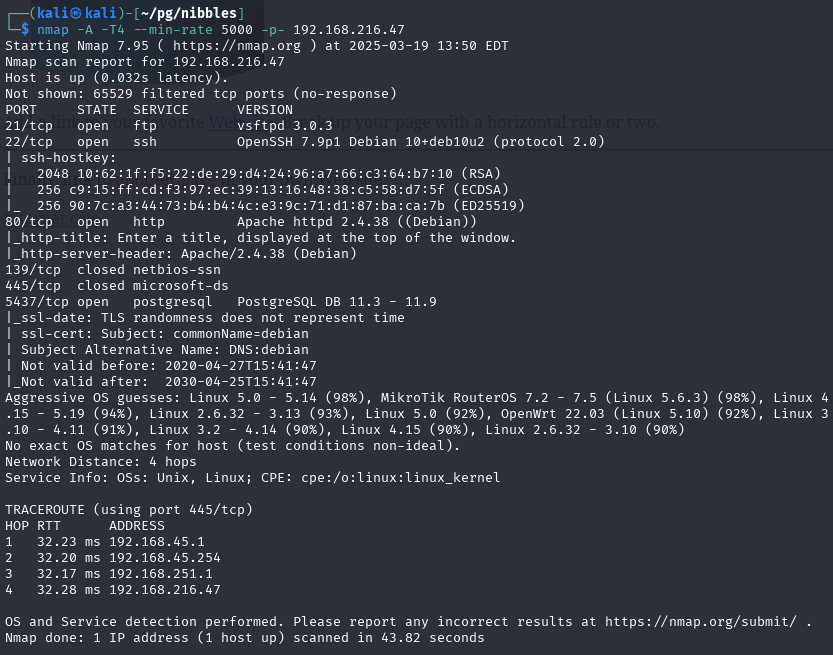 ┌──(kali㉿kali)-[~/pg/nibbles]
└─$ nmap -A -T4 --min-rate 5000 -p- 192.168.216.47
Starting Nmap 7.95 ( https://nmap.org ) at 2025-03-19 13:50 EDT
Nmap scan report for 192.168.216.47
Host is up (0.032s latency).
Not shown: 65529 filtered tcp ports (no-response)
PORT     STATE  SERVICE      VERSION
21/tcp   open   ftp          vsftpd 3.0.3
22/tcp   open   ssh          OpenSSH 7.9p1 Debian 10+deb10u2 (protocol 2.0)
| ssh-hostkey:
|   2048 10:62:1f:f5:22:de:29:d4:24:96:a7:66:c3:64:b7:10 (RSA)
|   256 c9:15:ff:cd:f3:97:ec:39:13:16:48:38:c5:58:d7:5f (ECDSA)
|_  256 90:7c:a3:44:73:b4:b4:4c:e3:9c:71:d1:87:ba:ca:7b (ED25519)
80/tcp   open   http         Apache httpd 2.4.38 ((Debian))
|_http-title: Enter a title, displayed at the top of the window.
|_http-server-header: Apache/2.4.38 (Debian)
139/tcp  closed netbios-ssn
445/tcp  closed microsoft-ds
5437/tcp open   postgresql   PostgreSQL DB 11.3 - 11.9
|_ssl-date: TLS randomness does not represent time
| ssl-cert: Subject: commonName=debian
| Subject Alternative Name: DNS:debian
| Not valid before: 2020-04-27T15:41:47
|_Not valid after:  2030-04-25T15:41:47
Aggressive OS guesses: Linux 5.0 - 5.14 (98%), MikroTik RouterOS 7.2 - 7.5 (Linux 5.6.3) (98%), Linux 4
.15 - 5.19 (94%), Linux 2.6.32 - 3.13 (93%), Linux 5.0 (92%), OpenWrt 22.03 (Linux 5.10) (92%), Linux 3
.10 - 4.11 (91%), Linux 3.2 - 4.14 (90%), Linux 4.15 (90%), Linux 2.6.32 - 3.10 (90%)
No exact OS matches for host (test conditions non-ideal).
Network Distance: 4 hops
Service Info: OSs: Unix, Linux; CPE: cpe:/o:linux:linux_kernel
TRACEROUTE (using port 445/tcp)
HOP RTT      ADDRESS
1   32.23 ms 192.168.45.1
2   32.20 ms 192.168.45.254
3   32.17 ms 192.168.251.1
4   32.28 ms 192.168.216.47
OS and Service detection performed. Please report any incorrect results at https://nmap.org/submit/ .
Nmap done: 1 IP address (1 host up) scanned in 43.82 seconds